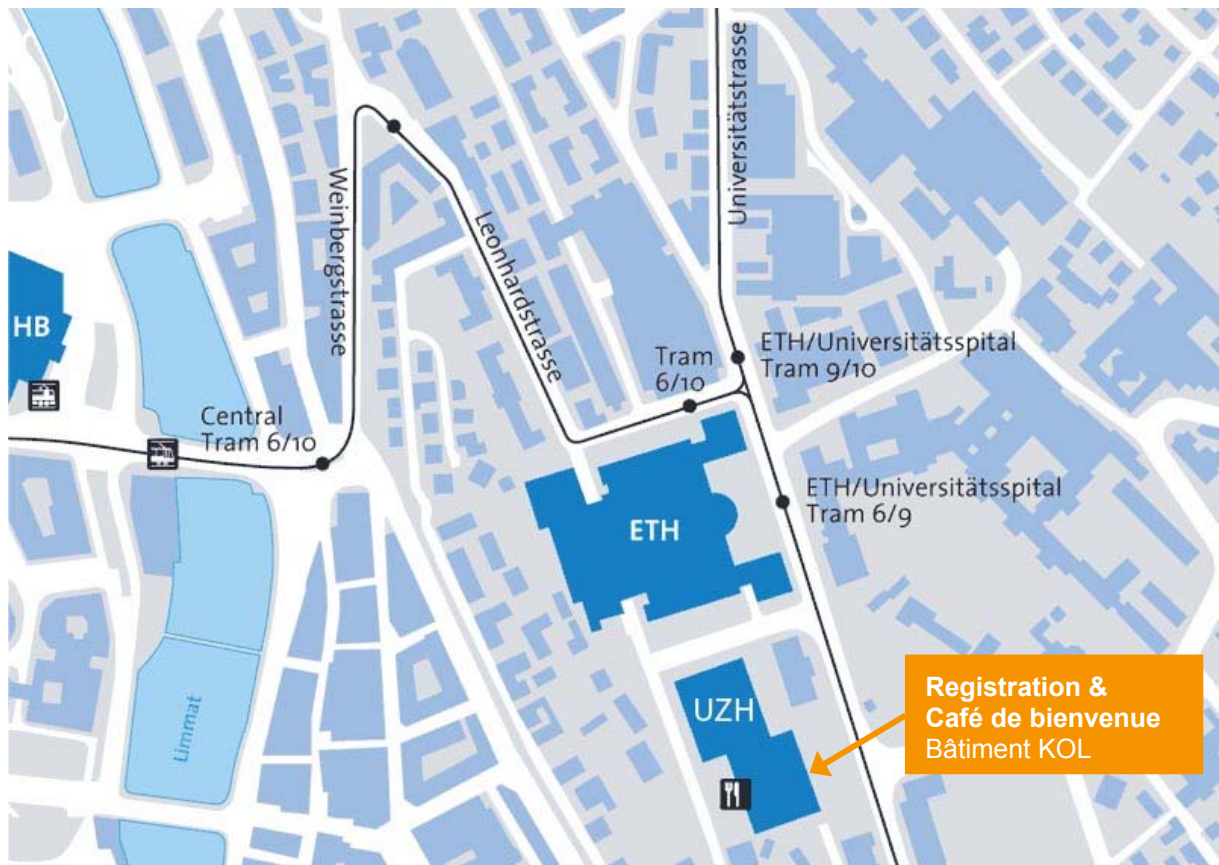 Universitätstrasse
Weinbergstrasse
Leonhardstrasse
HB
ETH/Universitätsspital
Tram 9/10
Tram
6/10
Central
Tram 6/10
ETH/Universitätsspital
Tram 6/9
ETH
Registration &
Café de bienvenue
Bâtiment KOL
UZH
Limmat